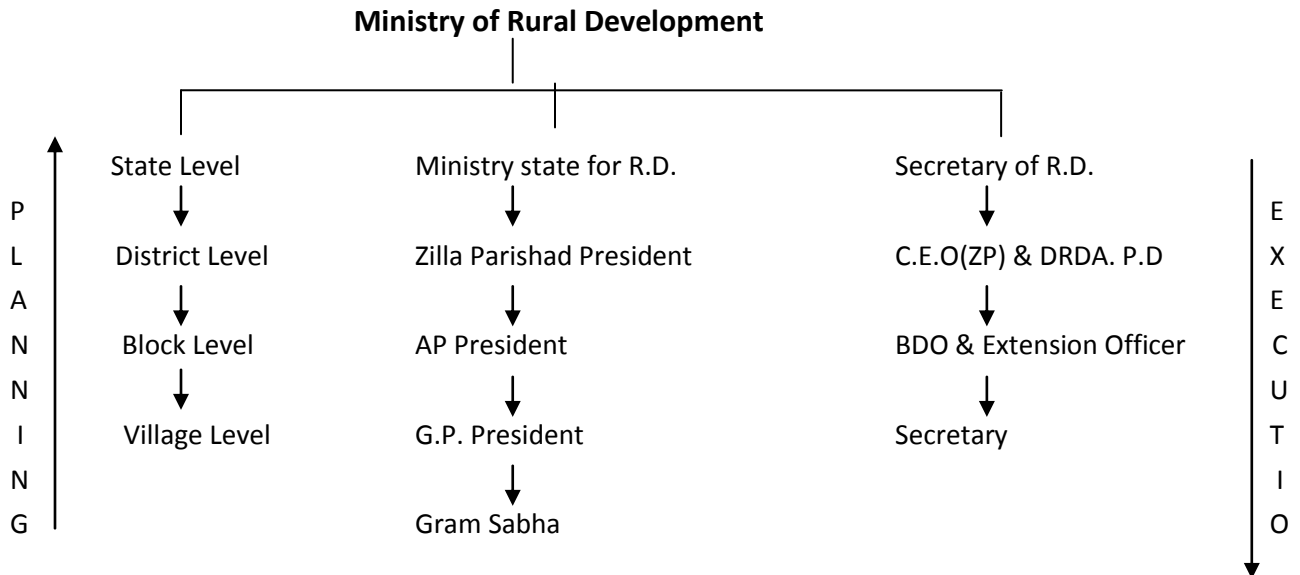 Ministry of Rural Development
State Level Ministry state for R.D. Secretary of R.D.
P E
L District Level Zilla Parishad President C.E.O(ZP) & DRDA. P.D X
A E
N Block Level AP President BDO & Extension Officer C
N U
I Village Level G.P. President Secretary T
N I
G Gram Sabha O